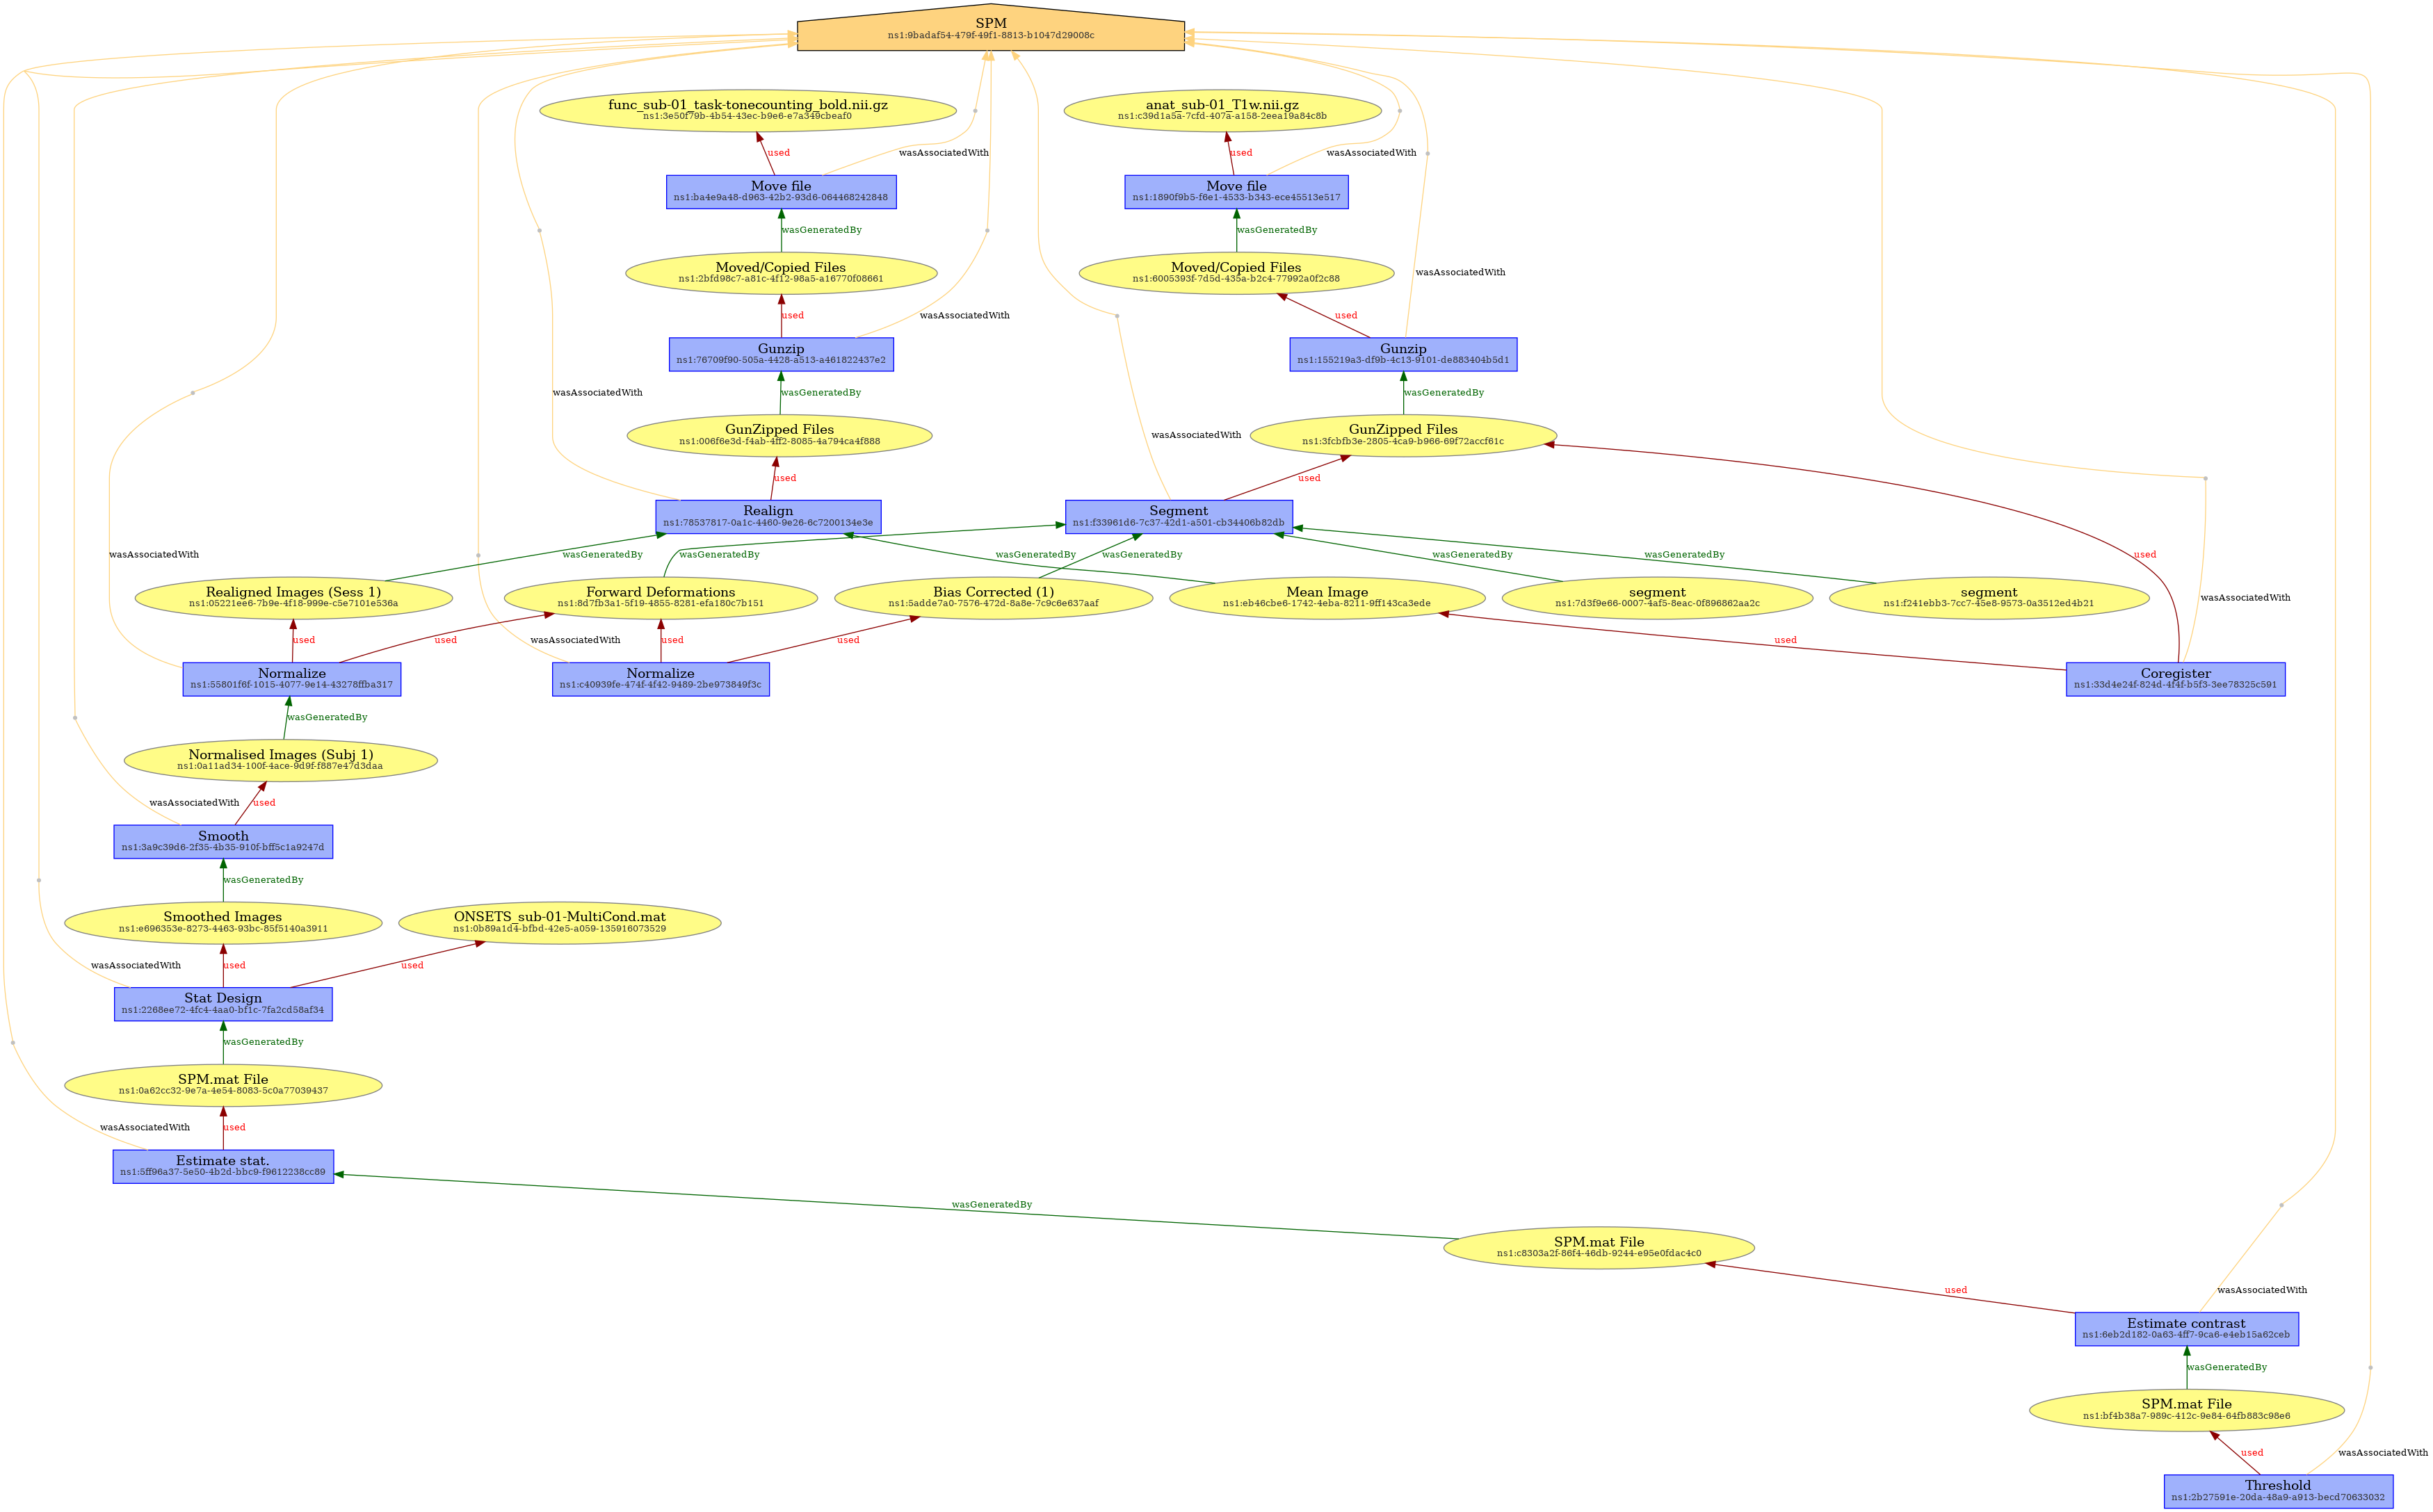 SPM
ns1:9badaf54-479f-49f1-8813-b1047d29008c
func_sub-01_task-tonecounting_bold.nii.gz
ns1:3e50f79b-4b54-43ec-b9e6-e7a349cbeaf0
anat_sub-01_T1w.nii.gz
ns1:c39d1a5a-7cfd-407a-a158-2eea19a84c8b
used
wasAssociatedWith
used
wasAssociatedWith
Move file
ns1:ba4e9a48-d963-42b2-93d6-064468242848
Move file
ns1:1890f9b5-f6e1-4533-b343-ece45513e517
wasGeneratedBy
wasGeneratedBy
Moved/Copied Files
ns1:2bfd98c7-a81c-4f12-98a5-a16770f08661
Moved/Copied Files
ns1:6005393f-7d5d-435a-b2c4-77992a0f2c88
wasAssociatedWith
used
wasAssociatedWith
used
Gunzip
ns1:76709f90-505a-4428-a513-a461822437e2
Gunzip
ns1:155219a3-df9b-4c13-9101-de883404b5d1
wasAssociatedWith
wasGeneratedBy
wasGeneratedBy
GunZipped Files
ns1:006f6e3d-f4ab-4ff2-8085-4a794ca4f888
wasAssociatedWith
GunZipped Files
ns1:3fcbfb3e-2805-4ca9-b966-69f72accf61c
used
used
Realign
ns1:78537817-0a1c-4460-9e26-6c7200134e3e
Segment
ns1:f33961d6-7c37-42d1-a501-cb34406b82db
wasAssociatedWith
wasGeneratedBy
wasGeneratedBy
wasGeneratedBy
wasGeneratedBy
wasGeneratedBy
wasGeneratedBy
used
Realigned Images (Sess 1)
ns1:05221ee6-7b9e-4f18-999e-c5e7101e536a
Forward Deformations
ns1:8d7fb3a1-5f19-4855-8281-efa180c7b151
Bias Corrected (1)
ns1:5adde7a0-7576-472d-8a8e-7c9c6e637aaf
Mean Image
ns1:eb46cbe6-1742-4eba-8211-9ff143ca3ede
segment
ns1:7d3f9e66-0007-4af5-8eac-0f896862aa2c
segment
ns1:f241ebb3-7cc7-45e8-9573-0a3512ed4b21
wasAssociatedWith
used
used
wasAssociatedWith
used
used
used
Normalize
ns1:55801f6f-1015-4077-9e14-43278ffba317
Normalize
ns1:c40939fe-474f-4f42-9489-2be973849f3c
Coregister
ns1:33d4e24f-824d-4f4f-b5f3-3ee78325c591
wasGeneratedBy
Normalised Images (Subj 1)
ns1:0a11ad34-100f-4ace-9d9f-f887e47d3daa
wasAssociatedWith
used
Smooth
ns1:3a9c39d6-2f35-4b35-910f-bff5c1a9247d
wasGeneratedBy
Smoothed Images
ns1:e696353e-8273-4463-93bc-85f5140a3911
ONSETS_sub-01-MultiCond.mat
ns1:0b89a1d4-bfbd-42e5-a059-135916073529
wasAssociatedWith
used
used
Stat Design
ns1:2268ee72-4fc4-4aa0-bf1c-7fa2cd58af34
wasGeneratedBy
SPM.mat File
ns1:0a62cc32-9e7a-4e54-8083-5c0a77039437
wasAssociatedWith
used
Estimate stat.
ns1:5ff96a37-5e50-4b2d-bbc9-f9612238cc89
wasGeneratedBy
SPM.mat File
ns1:c8303a2f-86f4-46db-9244-e95e0fdac4c0
used
wasAssociatedWith
Estimate contrast
ns1:6eb2d182-0a63-4ff7-9ca6-e4eb15a62ceb
wasGeneratedBy
SPM.mat File
ns1:bf4b38a7-989c-412c-9e84-64fb883c98e6
used
wasAssociatedWith
Threshold
ns1:2b27591e-20da-48a9-a913-becd70633032